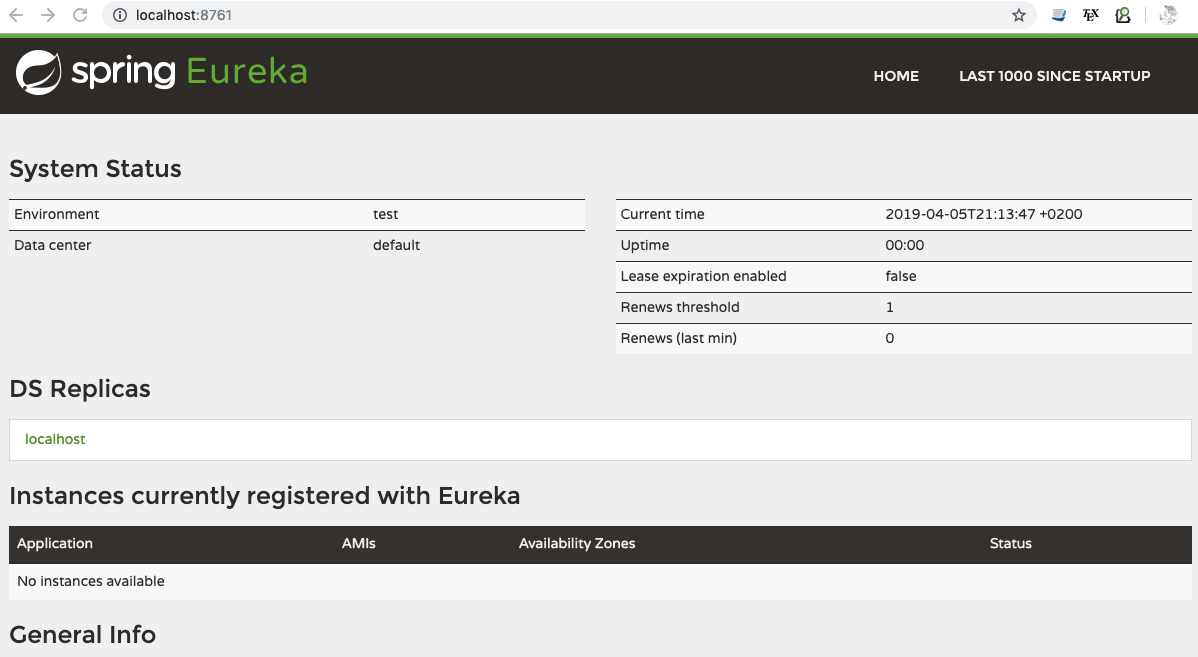 localhost:8761
TEX
spring Eureka
HOME LAST 1000 SINCE STARTUP
System Status
Environment test
Data center default
Current time 2019-04-05T21:13:47 +0200
Uptime 00:00
Lease expiration enabled false
Renews threshold 1
Renews (last min) 0
DS Replicas
localhost
Instances currently registered with Eureka
Application AMIs Availability Zones Status
No instances available
General Info